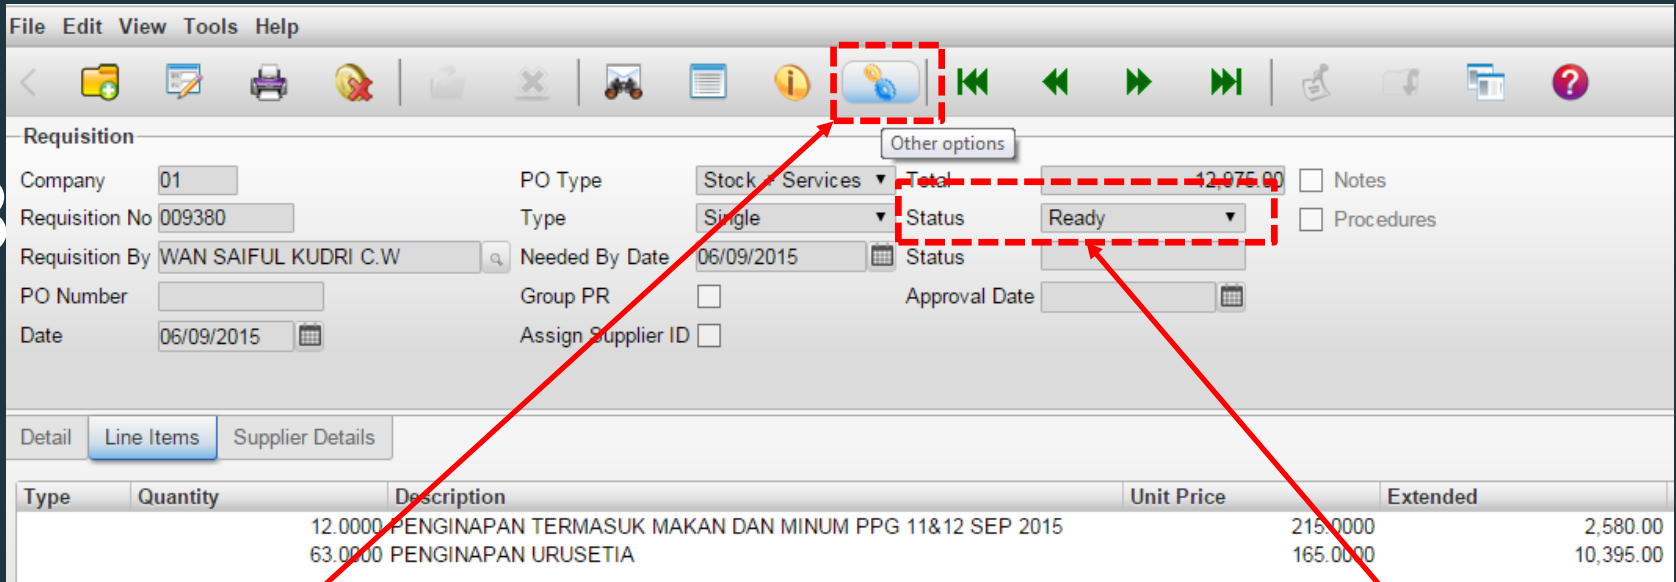 File Edit View Tools Help
Other options
Requisition
Company 01 PO Type Stock + Services Total 12,975.00 Notes
Requisition No 009380 Type Single Status Ready Procedures
Requisition By WAN SAIFUL KUDRI C.W Needed By Date 06/09/2015 Status
PO Number Group PR Approval Date
Date 06/09/2015 Assign Supplier ID
Detail Line Items Supplier Details
Type Quantity Description Unit Price Extended
12.0000 PENGINAPAN TERMASUK MAKAN DAN MINUM PPG 11&12 SEP 2015 215.0000 2,580.00
63.0000 PENGINAPAN URUSETIA 165.0000 10,395.00